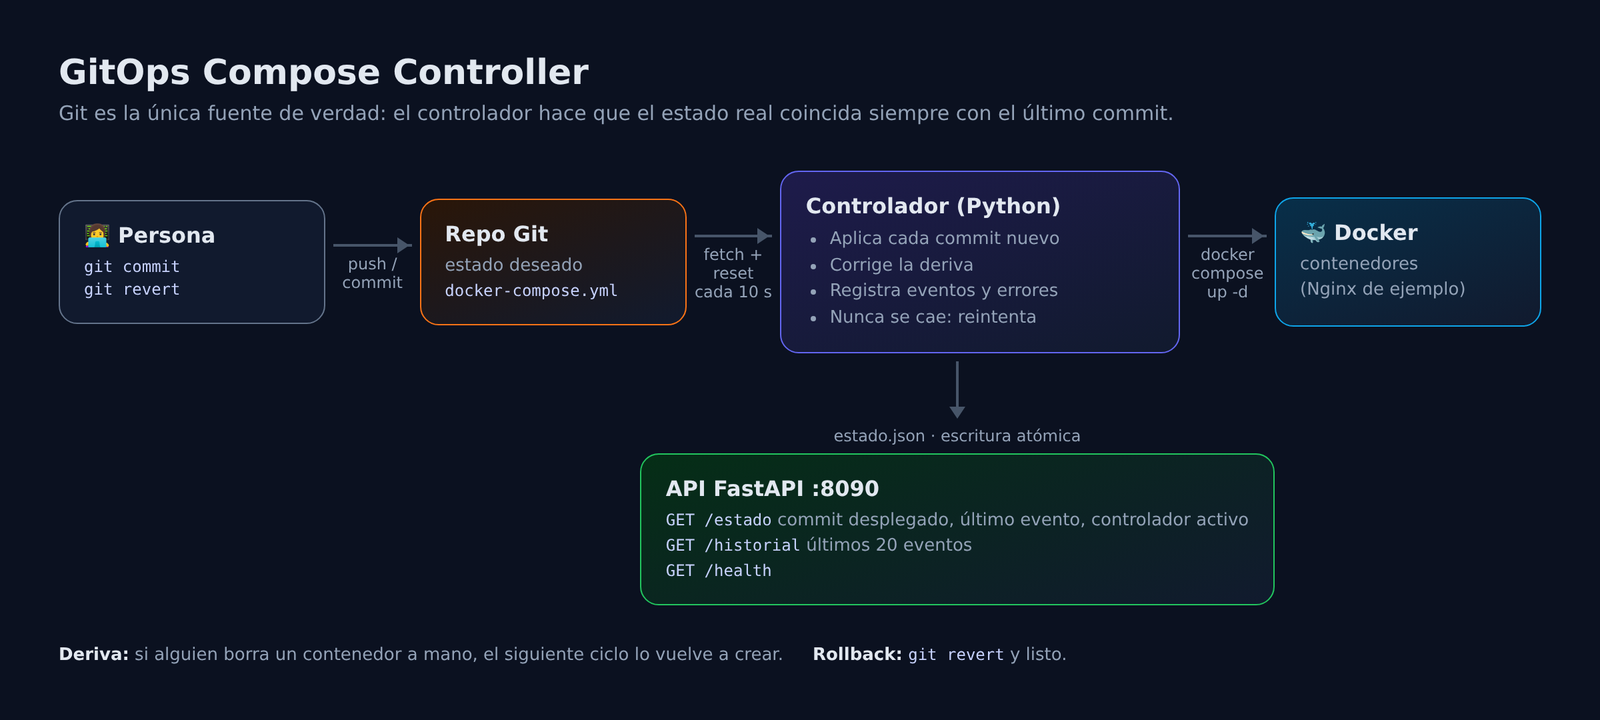 GitOps Compose Controller
Git es la única fuente de verdad: el controlador hace que el estado real coincida siempre con el último commit.
Persona
git commit
git revert
push /
commit
Repo Git
estado deseado
docker-compose.yml
fetch +
reset
cada 10 s
Controlador (Python)
• Aplica cada commit nuevo
• Corrige la deriva
• Registra eventos y errores
• Nunca se cae: reintenta
docker
compose
up -d
Docker
contenedores
(Nginx de ejemplo)
estado.json · escritura atómica
API FastAPI :8090
GET /estado commit desplegado, último evento, controlador activo
GET /historial últimos 20 eventos
GET /health
Deriva: si alguien borra un contenedor a mano, el siguiente ciclo lo vuelve a crear. Rollback: git revert y listo.